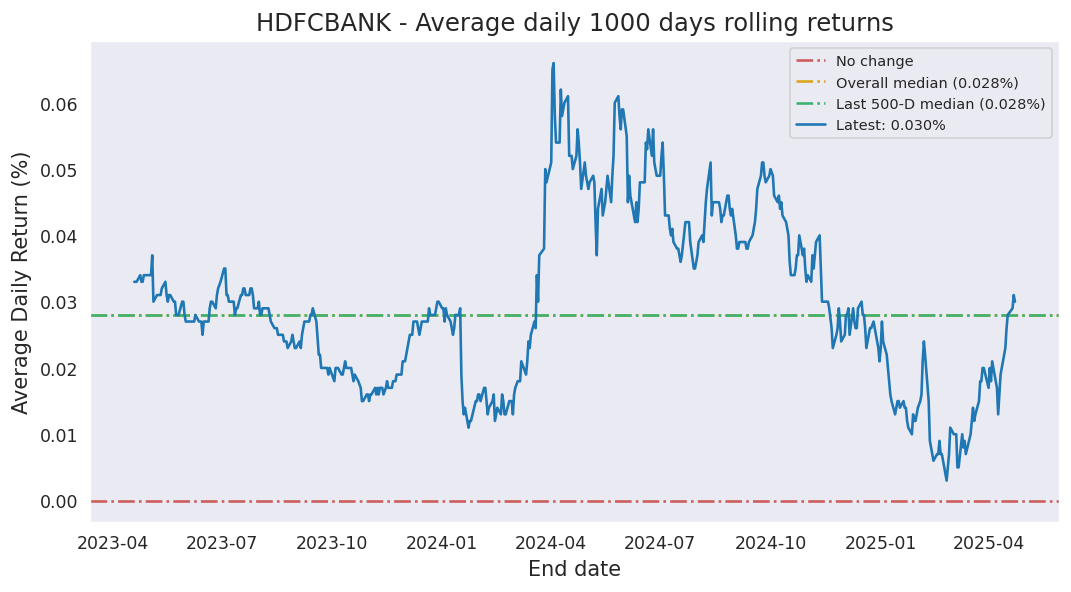 HDFCBANK - Average daily 1000 days rolling returns
No change
Overall median (0.028%)
Last 500-D median (0.028%)
Latest: 0.030%
Average Daily Return (%)
0.06
0.05
0.04
0.03
0.02
0.01
0.00
2023-04 2023-07 2023-10 2024-01 2024-04 2024-07 2024-10 2025-01 2025-04
End date